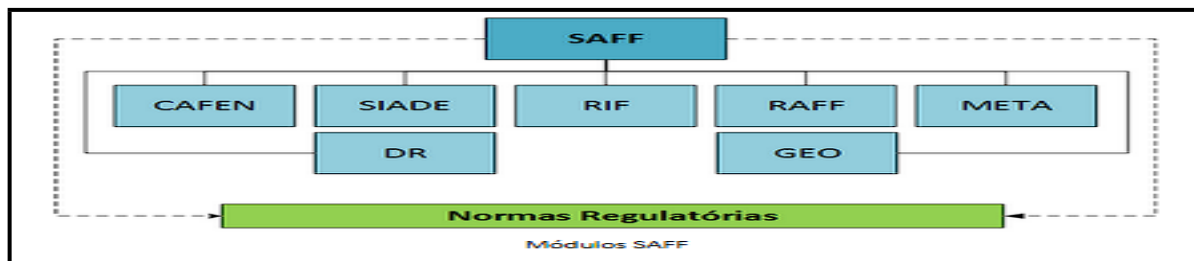 SAFF
CAFEN SIADE RIF RAFF META
DR GEO
Normas Regulatórias
Módulos SAFF